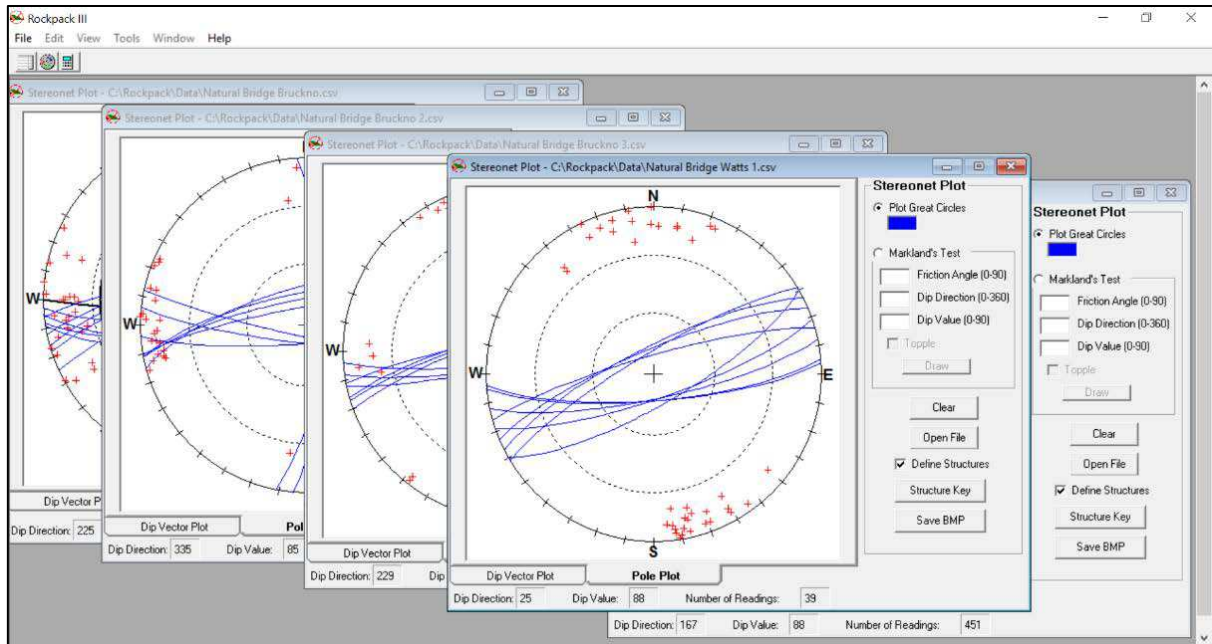 Rockpack III
File Edit View Tools Window Help
Stereonet Plot - C:\Rockpack\Data\Natural Bridge Bruckno.csv
Stereonet Plot - C:\Rockpack\Data\Natural Bridge Bruckno 2.csv
Stereonet Plot - C:\Rockpack\Data\Natural Bridge Bruckno 3.csv
Stereonet Plot - C:\Rockpack\Data\Natural Bridge Watts 1.csv
W
Dip Vector P
Dip Direction: 225
W
Dip Vector Plot
Pol
Dip Direction: 335 Dip Value: 85
W
Dip Vector Plot
Dip Direction: 229
N
W
E
S
Dip Vector Plot Pole Plot
Dip Direction: 25 Dip Value: 88 Number of Readings: 39
Stereonet Plot
Plot Great Circles
Markland's Test
Friction Angle (0-90)
Dip Direction (0-360)
Dip Value (0-90)
Topple
Draw
Clear
Open File
Define Structures
Structure Key
Save BMP
Stereonet Plot
Plot Great Circles
Markland's Test
Friction Angle (0-90)
Dip Direction (0-360)
Dip Value (0-90)
Topple
Draw
Clear
Open File
Define Structures
Structure Key
Save BMP
Dip Direction: 167 Dip Value: 88 Number of Readings: 451